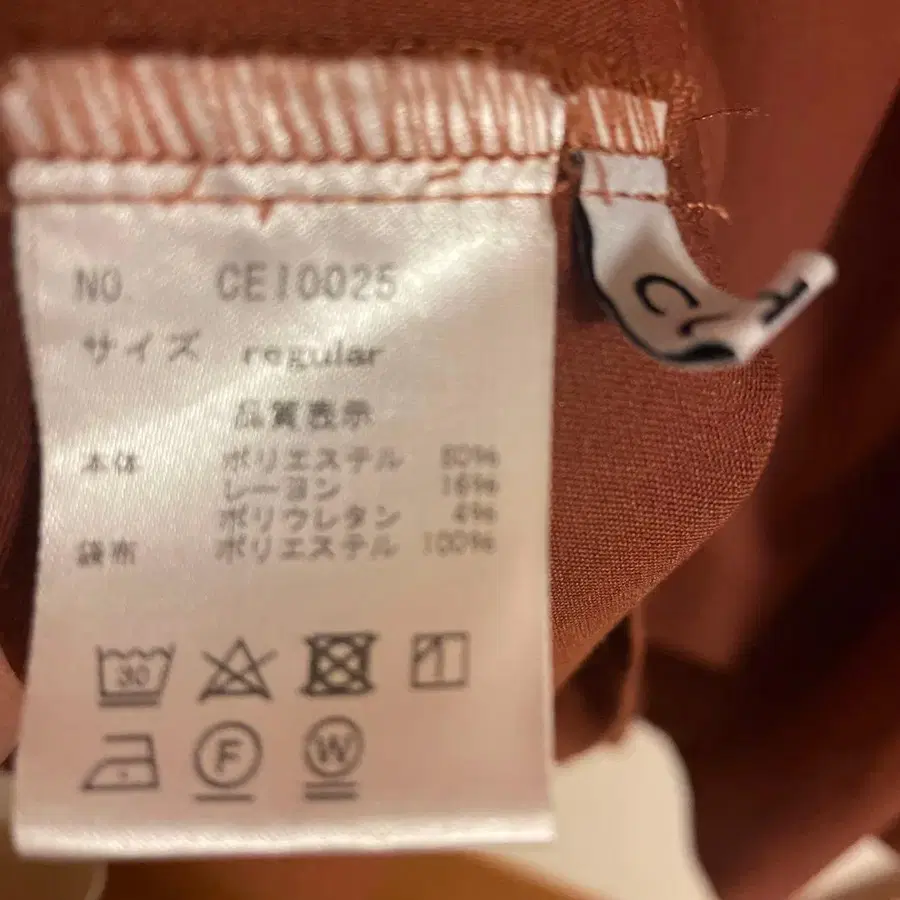 NO. CE10025
サイズ regular
品質表示
本体 ポリエステル 80%
レーヨン 16%
ポリウレタン 4%
袋布 ポリエステル 100%
30
F W